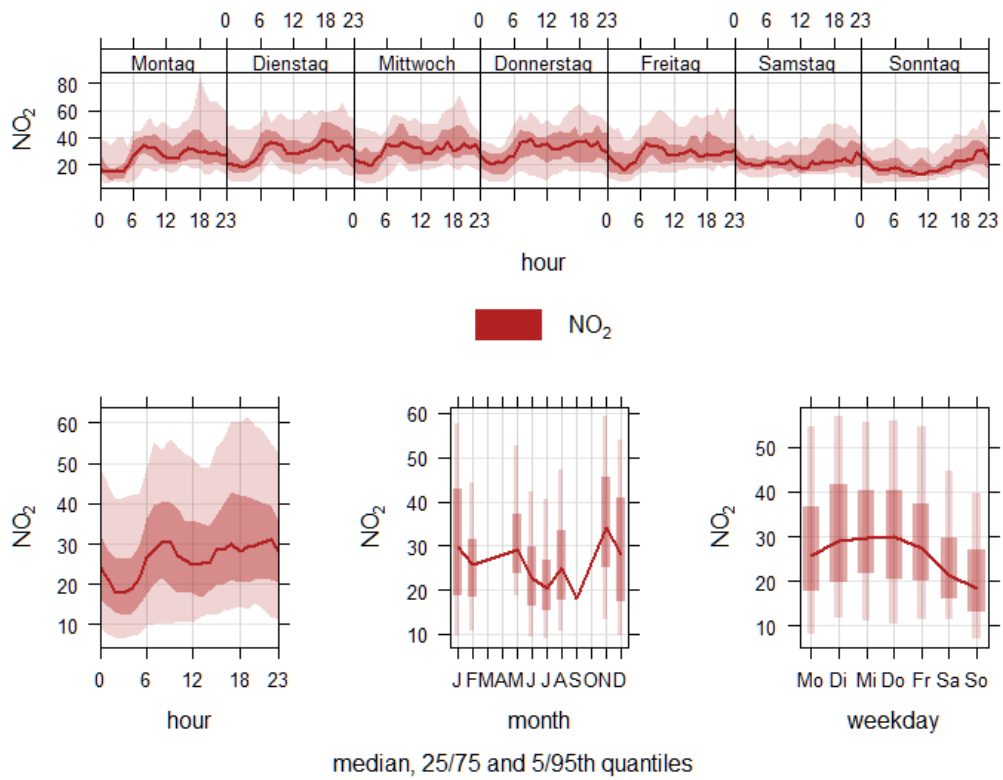 0 6 12 18 23 0 6 12 18 23 0 6 12 18 23
Montag Dienstag Mittwoch Donnerstag Freitag Samstag Sonntag
NO₂
80
60
40
20
0 6 12 18 23 0 6 12 18 23 0 6 12 18 23 0 6 12 18 23
hour
NO₂
NO₂
60
50
40
30
20
10
0 6 12 18 23
hour
NO₂
60
50
40
30
20
10
J F M A M J J A S O N D
month
NO₂
50
40
30
20
10
Mo Di Mi Do Fr Sa So
weekday
median, 25/75 and 5/95th quantiles